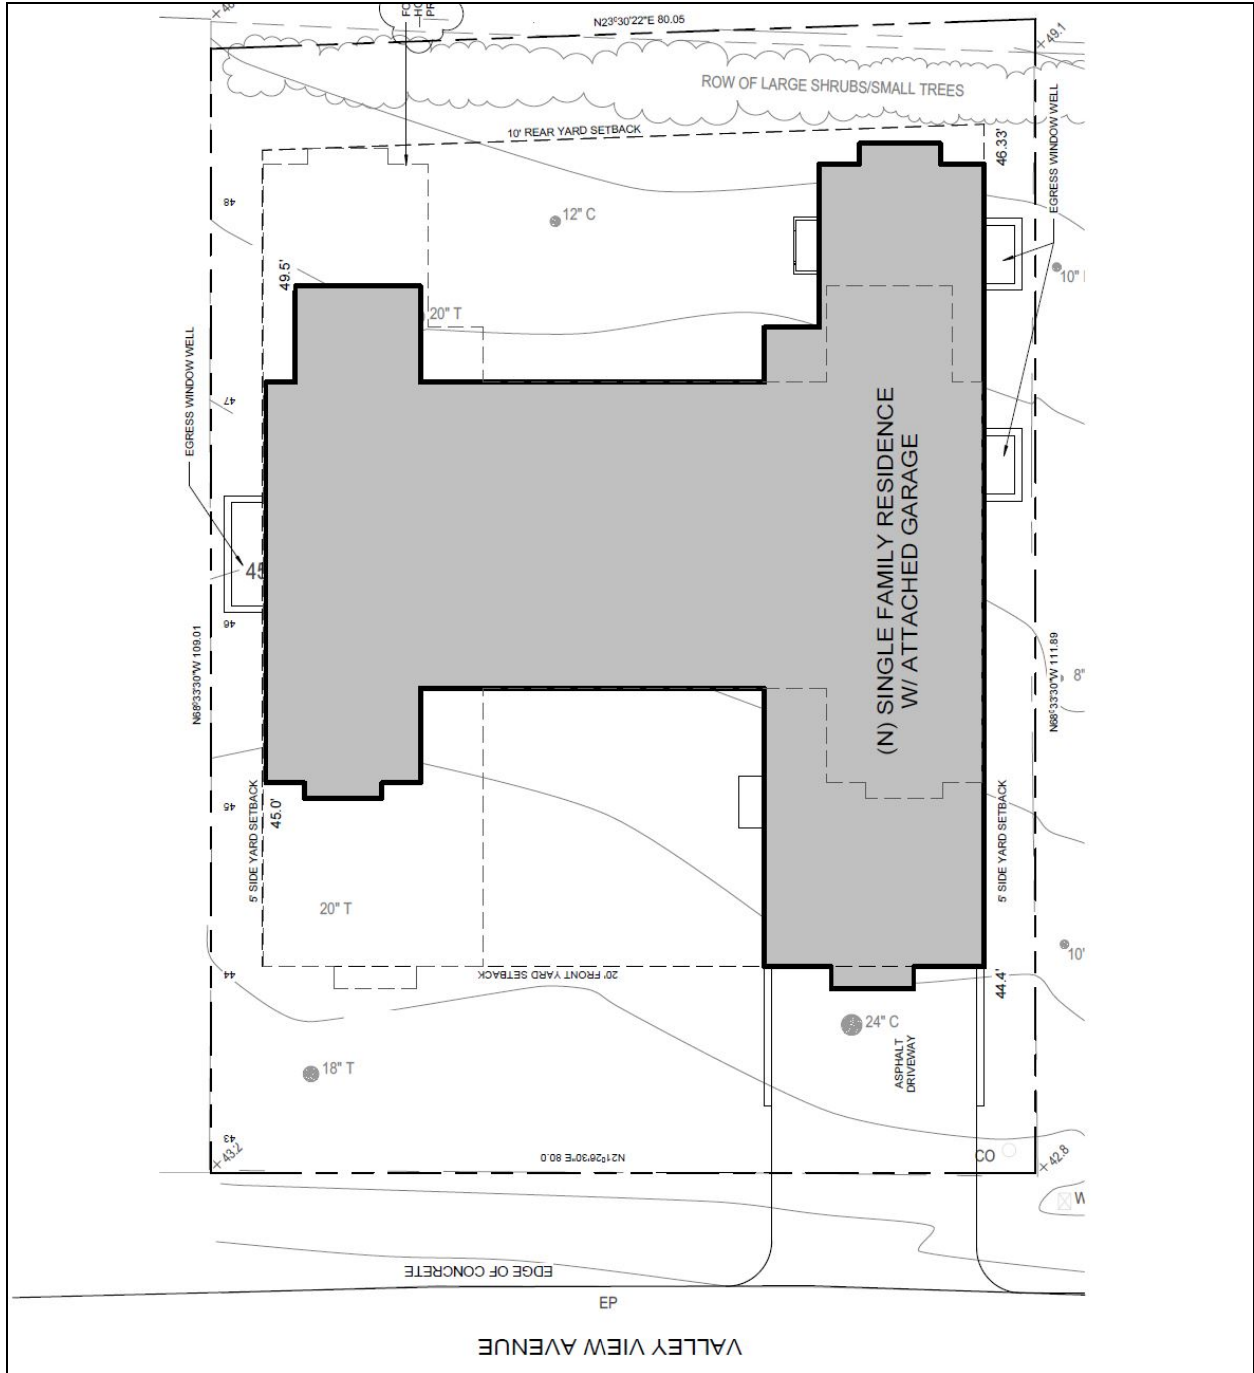 N23°30'22"E 80.05
49.1
ROW OF LARGE SHRUBS/SMALL TREES
10' REAR YARD SETBACK
46.33'
EGRESS WINDOW WELL
48
12" C
49.5'
10"
20" T
EGRESS WINDOW WELL
47
(N) SINGLE FAMILY RESIDENCE
W/ ATTACHED GARAGE
46
N68°33'30"W 109.01
N68°33'30"W 111.89
8"
45
45.0'
5' SIDE YARD SETBACK
5' SIDE YARD SETBACK
20" T
10'
44
20' FRONT YARD SETBACK
44.4'
24" C
ASPHALT
DRIVEWAY
18" T
43
43.2
N21°26'30"E 80.0
CO
42.8
W
EDGE OF CONCRETE
EP
VALLEY VIEW AVENUE